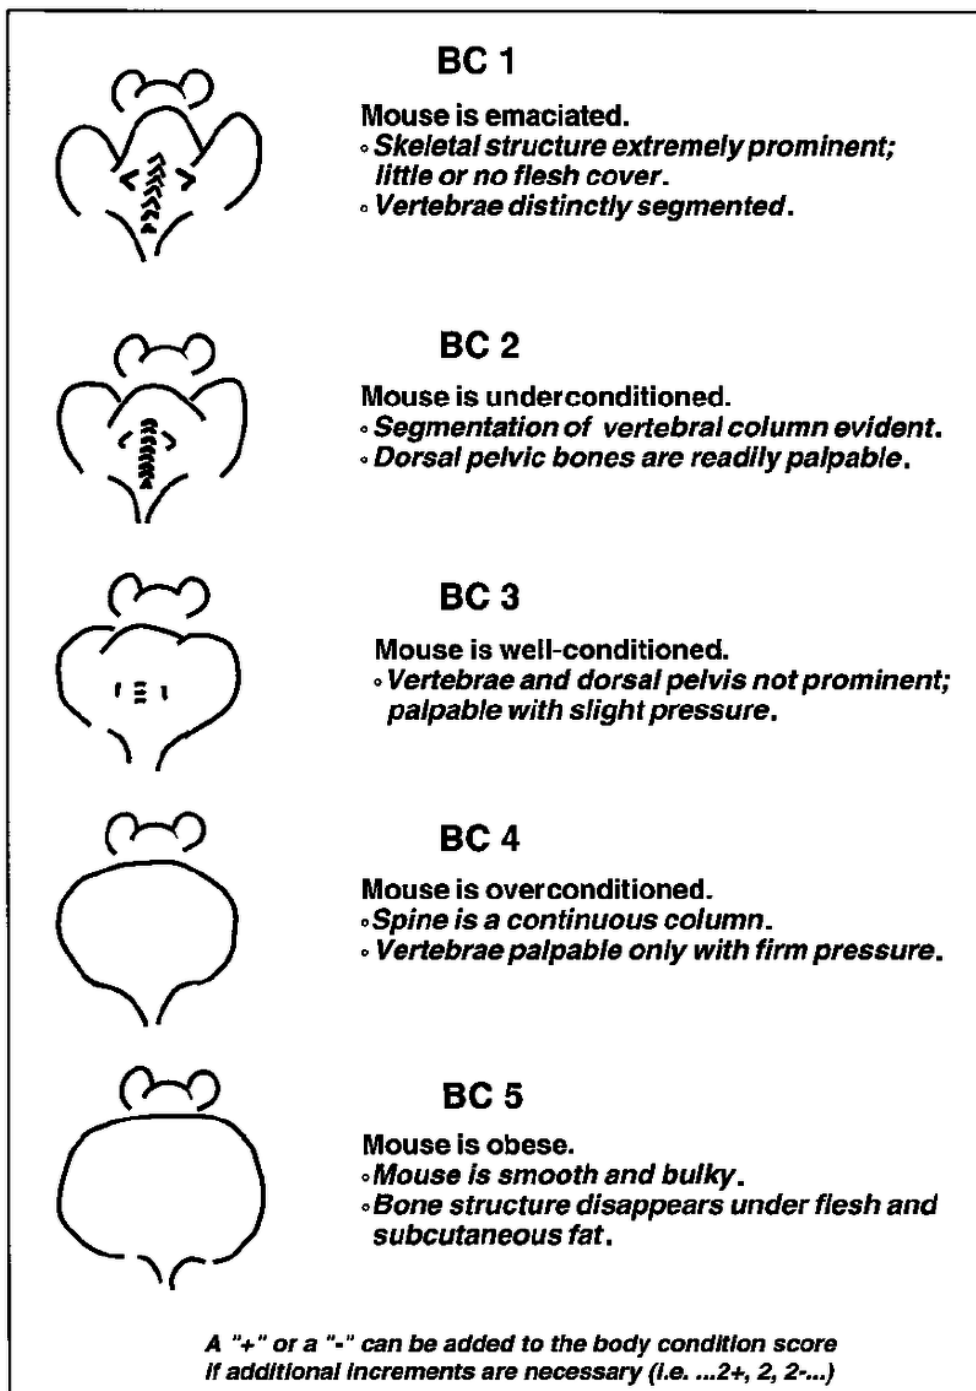 BC 1
Mouse is emaciated.
◦ Skeletal structure extremely prominent;
little or no flesh cover.
◦ Vertebrae distinctly segmented.
BC 2
Mouse is underconditioned.
◦ Segmentation of vertebral column evident.
◦ Dorsal pelvic bones are readily palpable.
BC 3
Mouse is well-conditioned.
◦ Vertebrae and dorsal pelvis not prominent;
palpable with slight pressure.
BC 4
Mouse is overconditioned.
◦ Spine is a continuous column.
◦ Vertebrae palpable only with firm pressure.
BC 5
Mouse is obese.
◦ Mouse is smooth and bulky.
◦ Bone structure disappears under flesh and
subcutaneous fat.
A "+" or a "-" can be added to the body condition score
if additional increments are necessary (i.e. ...2+, 2, 2-...)